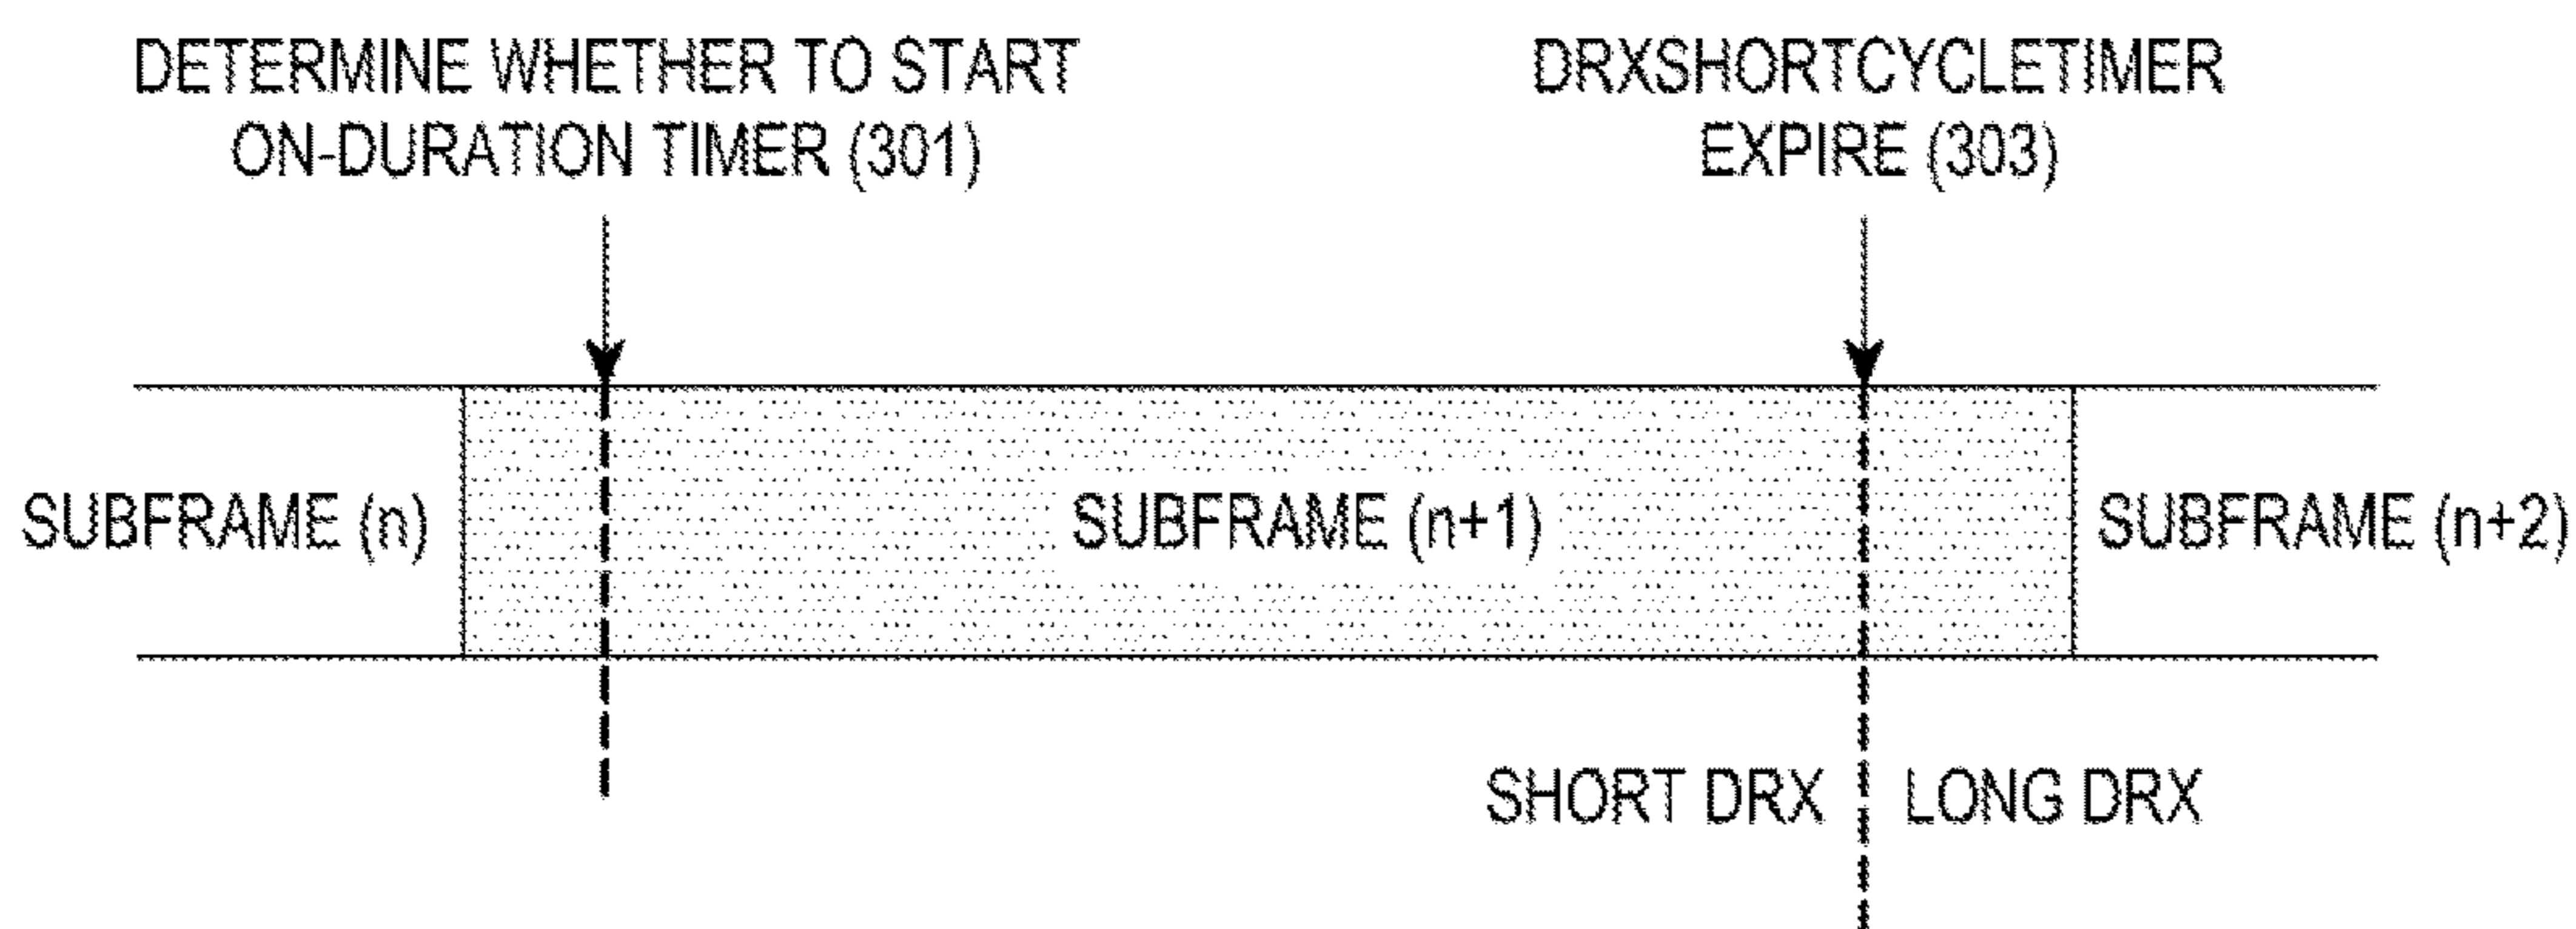 DETERMINE WHETHER TO START
ON-DURATION TIMER (301)
DRXSHORTCYCLETIMER
EXPIRE (303)
SUBFRAME (n)
SUBFRAME (n+1)
SUBFRAME (n+2)
SHORT DRX
LONG DRX